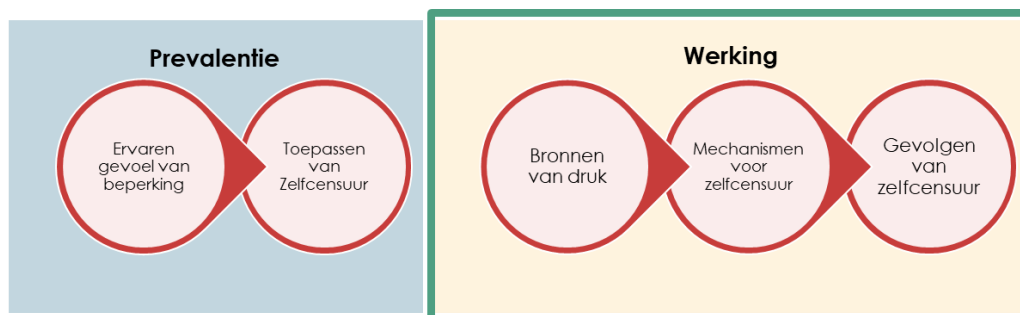 Prevalentie
Ervaren
gevoel van
beperking
Toepassen
van
Zelfcensuur
Werking
Bronnen
van druk
Mechanismen
voor
zelfcensuur
Gevolgen
van
zelfcensuur